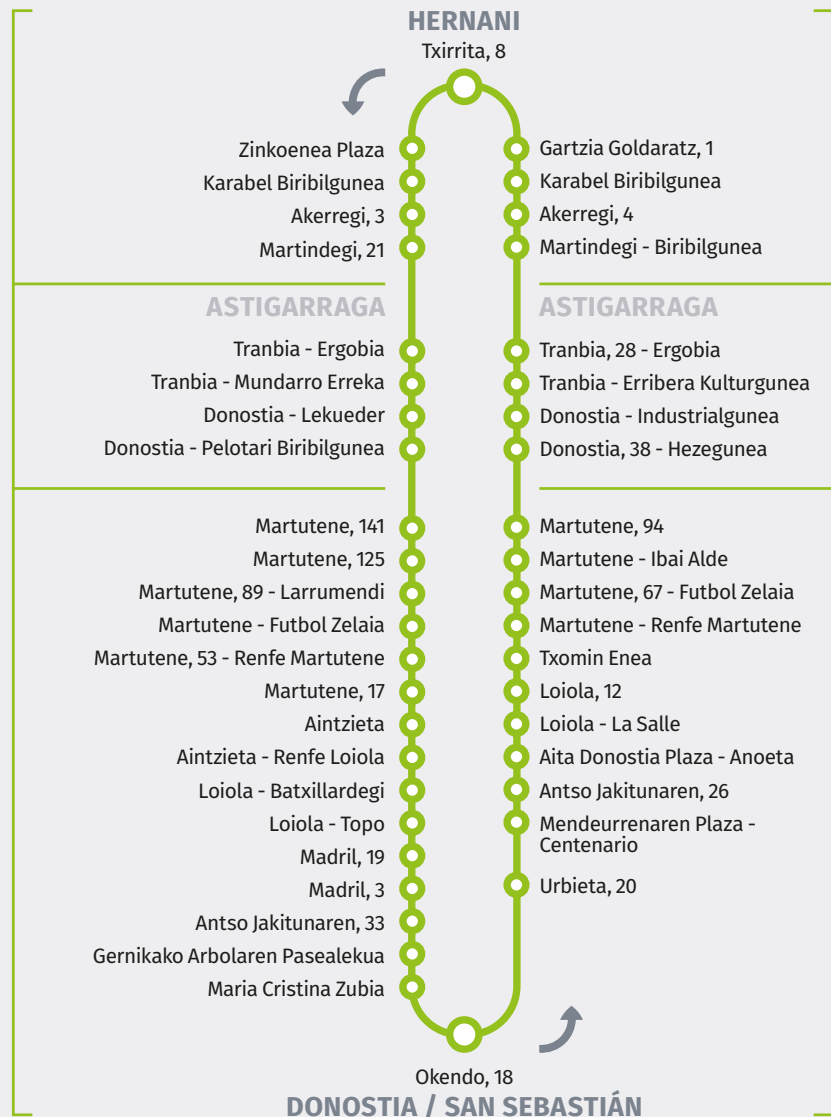 HERNANI
Txirrita, 8
Zinkoenea Plaza
Karabel Biribilgunea
Akerregi, 3
Martindegi, 21
Gartzia Goldaratz, 1
Karabel Biribilgunea
Akerregi, 4
Martindegi - Biribilgunea
ASTIGARRAGA
Tranbia - Ergobia
Tranbia - Mundarro Erreka
Donostia - Lekueder
Donostia - Pelotari Biribilgunea
ASTIGARRAGA
Tranbia, 28 - Ergobia
Tranbia - Erribera Kulturgunea
Donostia - Industrialgunea
Donostia, 38 - Hezegunea
Martutene, 141
Martutene, 125
Martutene, 89 - Larrumendi
Martutene - Futbol Zelaia
Martutene, 53 - Renfe Martutene
Martutene, 17
Aintzieta
Aintzieta - Renfe Loiola
Loiola - Batxillardegi
Loiola - Topo
Madril, 19
Madril, 3
Antso Jakitunaren, 33
Gernikako Arbolaren Pasealekua
Maria Cristina Zubia
Martutene, 94
Martutene - Ibai Alde
Martutene, 67 - Futbol Zelaia
Martutene - Renfe Martutene
Txomin Enea
Loiola, 12
Loiola - La Salle
Aita Donostia Plaza - Anoeta
Antso Jakitunaren, 26
Mendeurrenaren Plaza -
Centenario
Urbieta, 20
Okendo, 18
DONOSTIA / SAN SEBASTIÁN